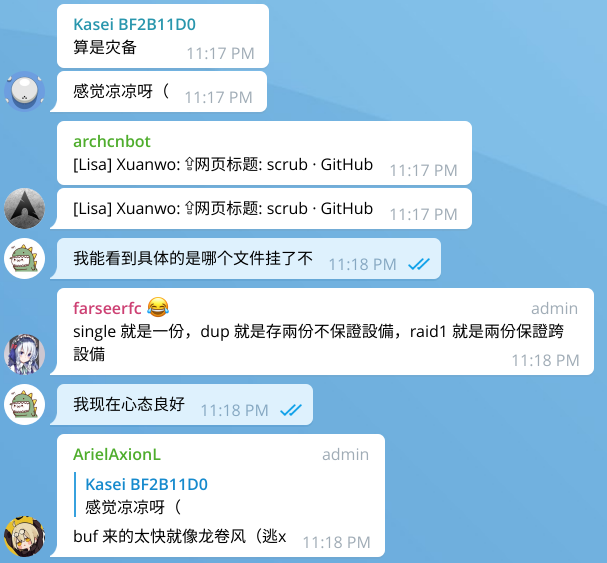 Kasei BF2B11D0
算是灾备 11:17 PM
感觉凉凉呀（ 11:17 PM
archcnbot
[Lisa] Xuanwo: ⇪网页标题: scrub · GitHub 11:17 PM
[Lisa] Xuanwo: ⇪网页标题: scrub · GitHub 11:17 PM
我能看到具体的是哪个文件挂了不 11:18 PM
farseerfc 😂 admin
single 就是一份，dup 就是存兩份不保證設備，raid1 就是兩份保證跨
設備 11:18 PM
我现在心态良好 11:18 PM
ArielAxionL admin
Kasei BF2B11D0
感觉凉凉呀（
buf 来的太快就像龙卷风（逃x 11:18 PM